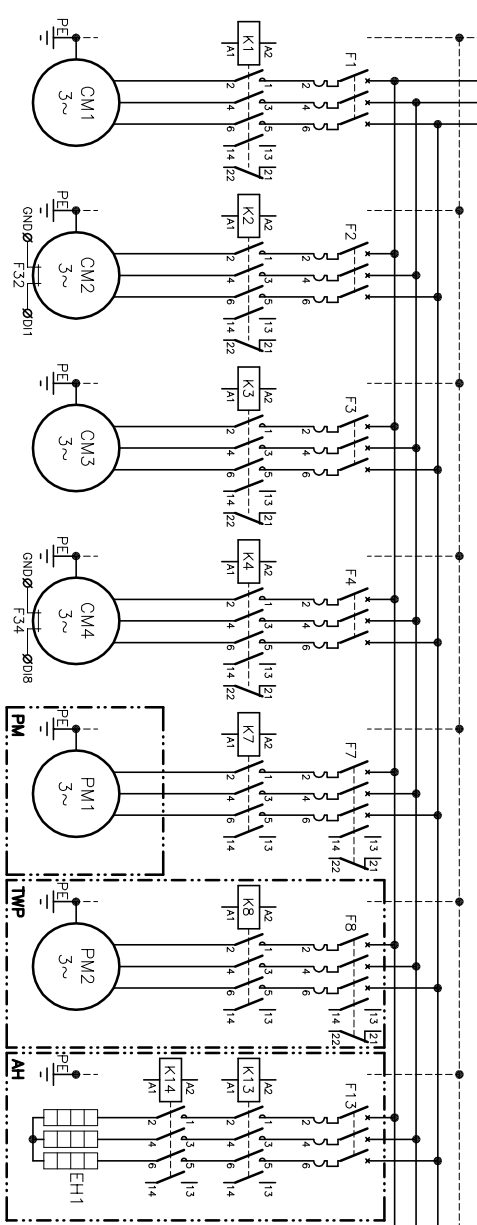 PE
CM1
3~
A1 K1 A2
2 1
4 3
6 5
14 13
22 21
F1
2
4
6
PE
CM2
3~
GND F32 DI1
A1 K2 A2
2 1
4 3
6 5
14 13
22 21
F2
2
4
6
PE
CM3
3~
A1 K3 A2
2 1
4 3
6 5
14 13
22 21
F3
2
4
6
PE
CM4
3~
GND F34 DI8
A1 K4 A2
2 1
4 3
6 5
14 13
22 21
F4
2
4
6
PM
PE
PM1
3~
A1 K7 A2
2 1
4 3
6 5
14 13
F7
2
4
6
14 13
22 21
TWP
PE
PM2
3~
A1 K8 A2
2 1
4 3
6 5
14 13
F8
2
4
6
14 13
22 21
AH
PE
EH1
A1 K14 A2
2 1
4 3
6 5
14 13
A1 K13 A2
2 1
4 3
6 5
14 13
F13
2
4
6